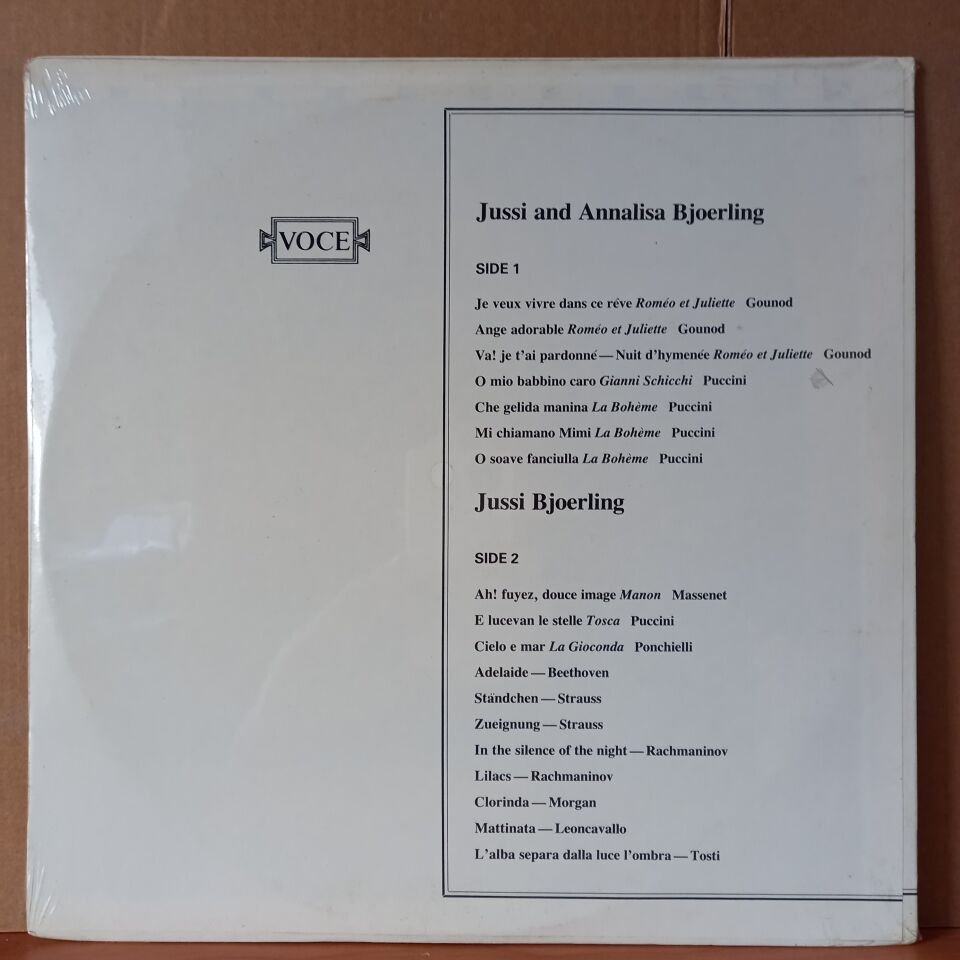 VOCE
Jussi and Annalisa Bjoerling
SIDE 1
Je veux vivre dans ce réve Roméo et Juliette Gounod
Ange adorable Roméo et Juliette Gounod
Va! je t'ai pardonné — Nuit d'hymenée Roméo et Juliette Gounod
O mio babbino caro Gianni Schicchi Puccini
Che gelida manina La Bohème Puccini
Mi chiamano Mimi La Bohème Puccini
O soave fanciulla La Bohème Puccini
Jussi Bjoerling
SIDE 2
Ah! fuyez, douce image Manon Massenet
E lucevan le stelle Tosca Puccini
Cielo e mar La Gioconda Ponchielli
Adelaide — Beethoven
Ständchen — Strauss
Zueignung — Strauss
In the silence of the night — Rachmaninov
Lilacs — Rachmaninov
Clorinda — Morgan
Mattinata — Leoncavallo
L'alba separa dalla luce l'ombra — Tosti